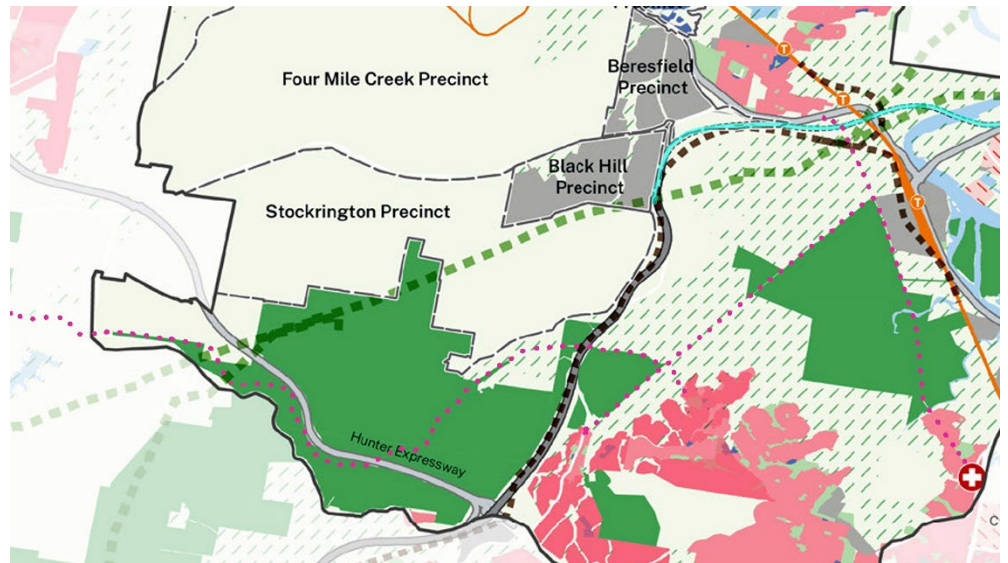 Beresfield
Precinct
Four Mile Creek Precinct
T
T
Black Hill
Precinct
Stockrington Precinct
T
Hunter Expressway